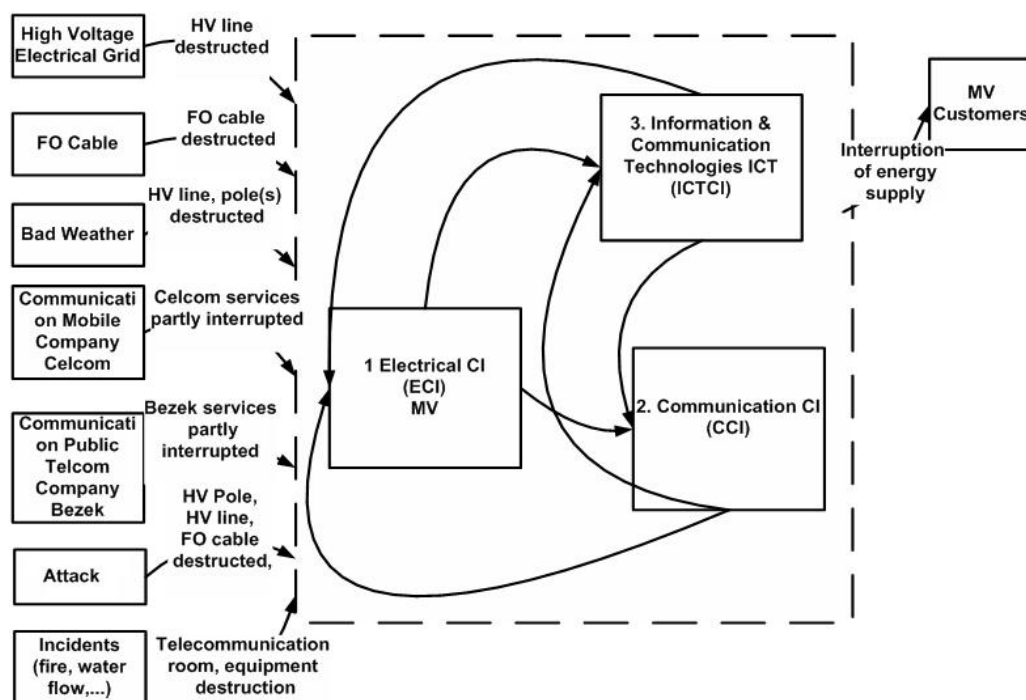 High Voltage
Electrical Grid
HV line
destructed
FO Cable
FO cable
destructed
Bad Weather
HV line, pole(s)
destructed
Communicati
on Mobile
Company
Celcom
Celcom services
partly interrupted
Communicati
on Public
Telcom
Company
Bezek
Bezek services
partly
interrupted
Attack
HV Pole,
HV line,
FO cable
destructed,
Incidents
(fire, water
flow,...)
Telecommunication
room, equipment
destruction
1 Electrical CI
(ECI)
MV
3. Information &
Communication
Technologies ICT
(ICTCI)
2. Communication CI
(CCI)
Interruption
of energy
supply
MV
Customers